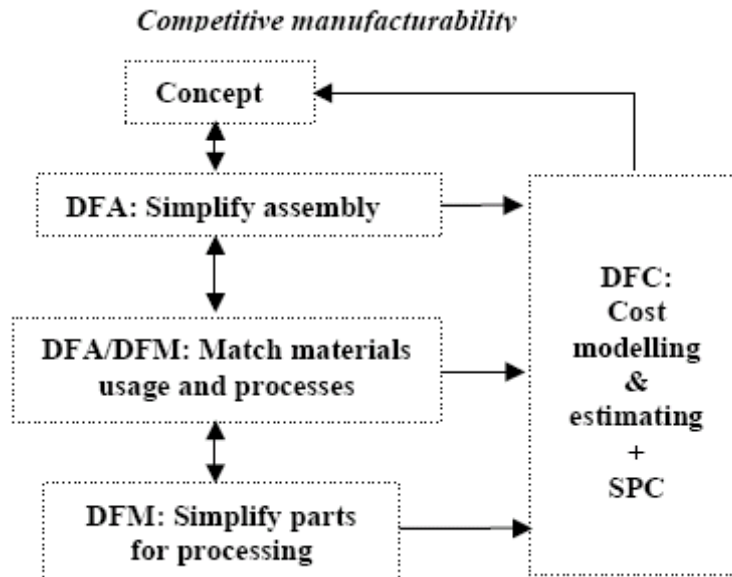 Competitive manufacturability
Concept
DFA: Simplify assembly
DFA/DFM: Match materials
usage and processes
DFM: Simplify parts
for processing
DFC:
Cost
modelling
&
estimating
+
SPC